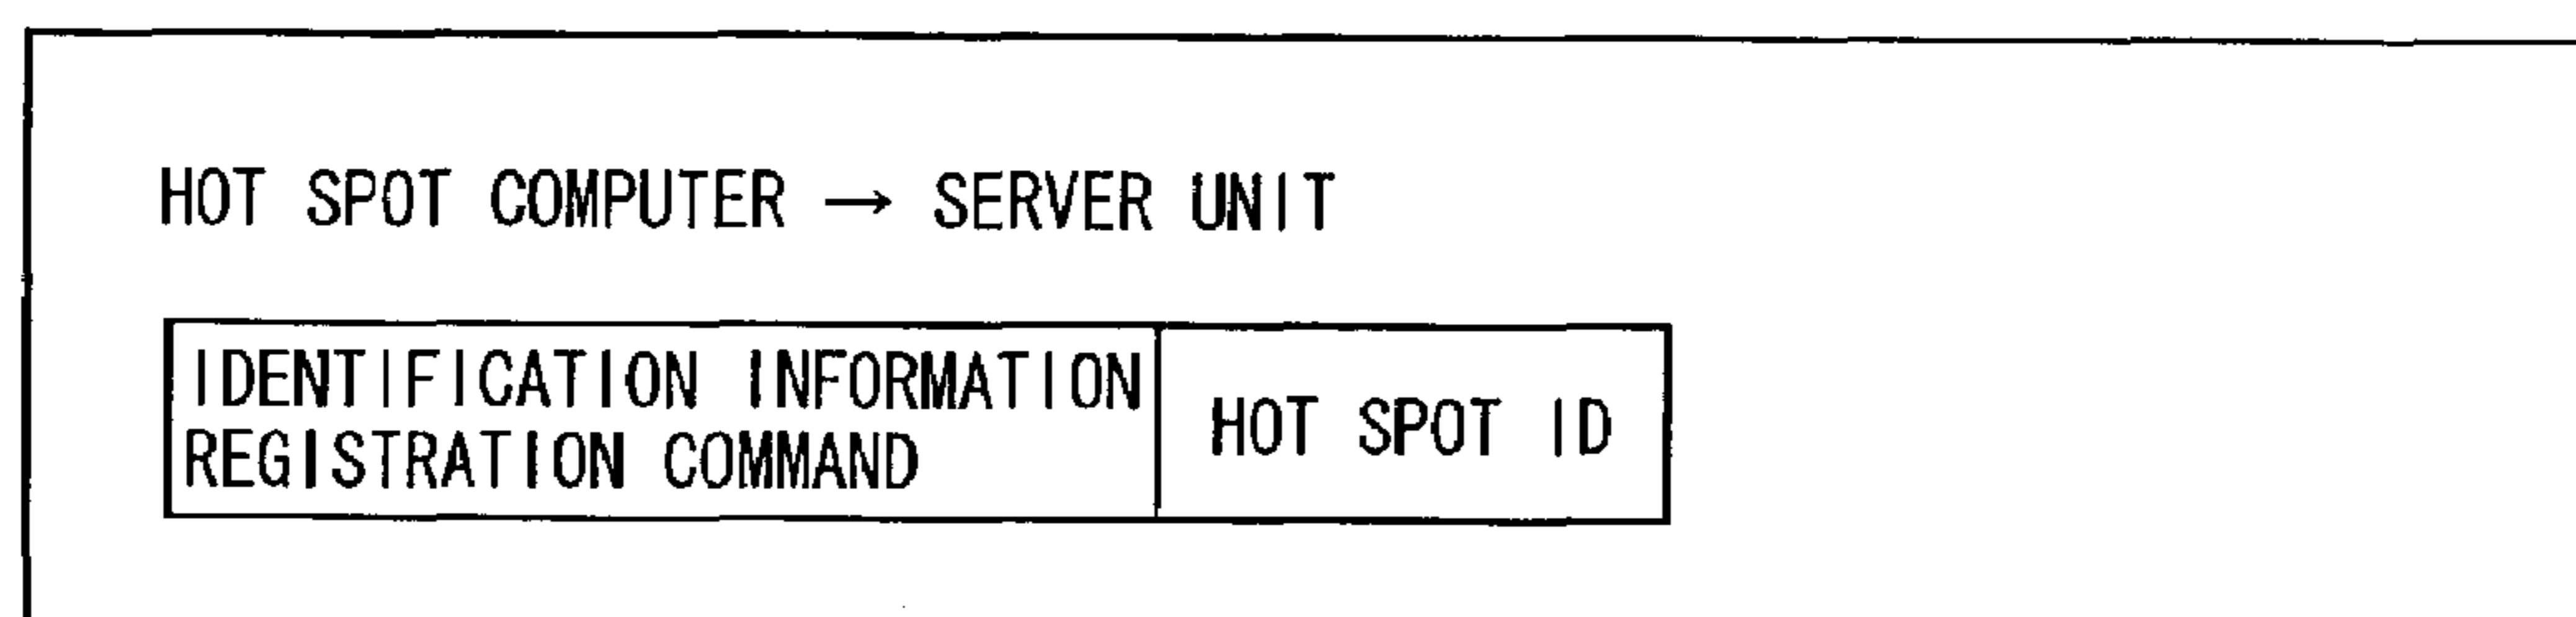 HOT SPOT COMPUTER → SERVER UNIT
IDENTIFICATION INFORMATION
REGISTRATION COMMAND
HOT SPOT ID